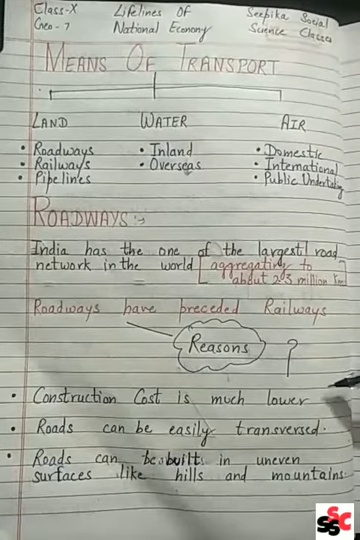 Class-X Lifelines Of Seepika Social
Geo-7 National Economy Science Classes
MEANS OF TRANSPORT
LAND WATER AIR
• Roadways • Inland • Domestic
• Railways • Overseas • International
• Pipelines • Public Undertaking
ROADWAYS:-
India has the one of the largest road
network in the world [aggregating to
about 2.3 million km]
Roadways have preceded Railways
Reasons ?
• Construction Cost is much lower
• Roads can be easily transversed.
• Roads can be built in uneven
surfaces like hills and mountains.
SSSC